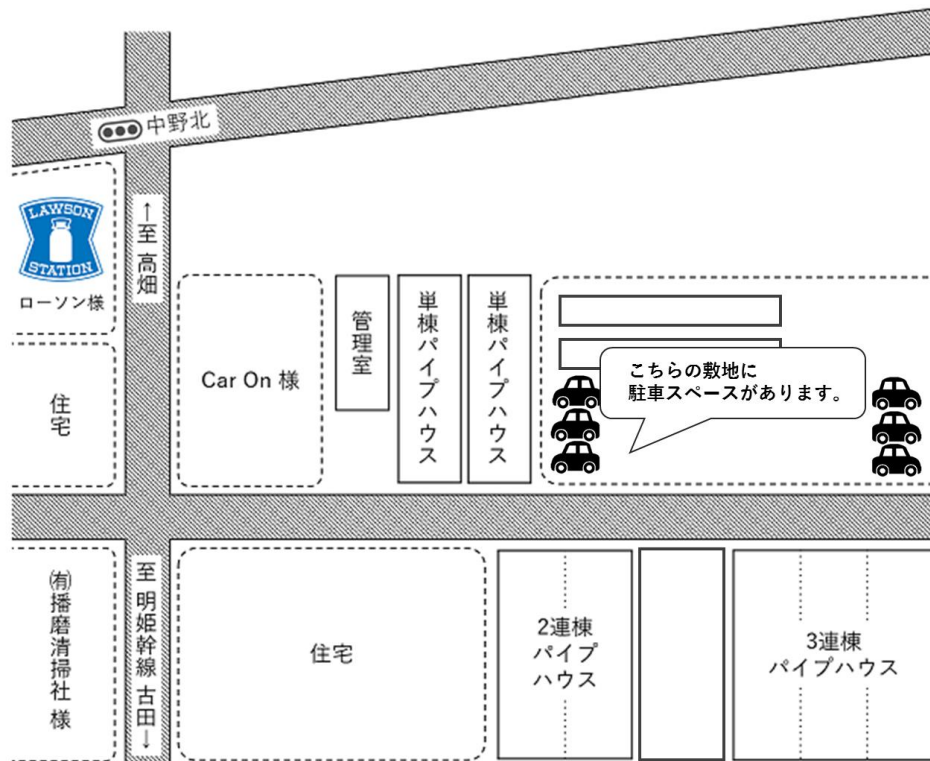 中野北
LAWSON
STATION
ローソン様
↑至 高畑
住宅
Car On 様
管理室
単棟パイプハウス
単棟パイプハウス
こちらの敷地に
駐車スペースがあります。
㈲播磨清掃社 様
至 明姫幹線 古田↓
住宅
2連棟
パイプ
ハウス
3連棟
パイプハウス